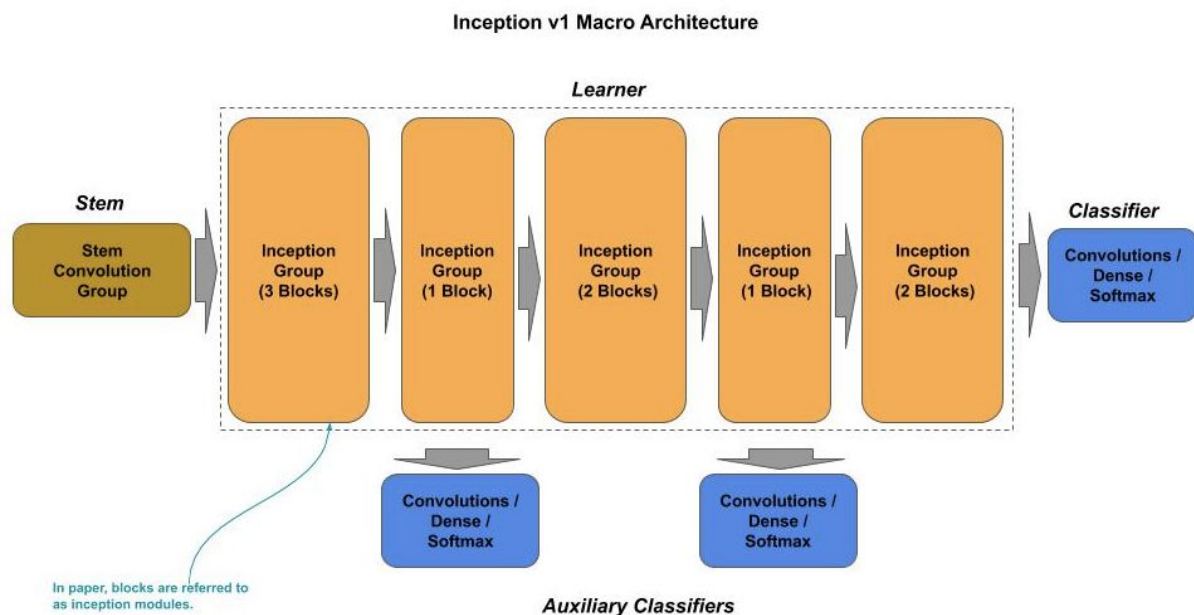 Inception v1 Macro Architecture
Learner
Stem
Stem
Convolution
Group
Inception
Group
(3 Blocks)
Inception
Group
(1 Block)
Inception
Group
(2 Blocks)
Inception
Group
(1 Block)
Inception
Group
(2 Blocks)
Classifier
Convolutions /
Dense /
Softmax
Convolutions /
Dense /
Softmax
Convolutions /
Dense /
Softmax
In paper, blocks are referred to
as inception modules.
Auxiliary Classifiers